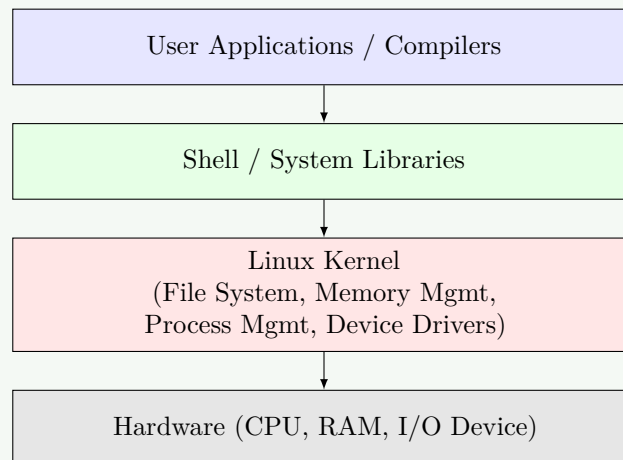 User Applications / Compilers
Shell / System Libraries
Linux Kernel
(File System, Memory Mgmt,
Process Mgmt, Device Drivers)
Hardware (CPU, RAM, I/O Device)